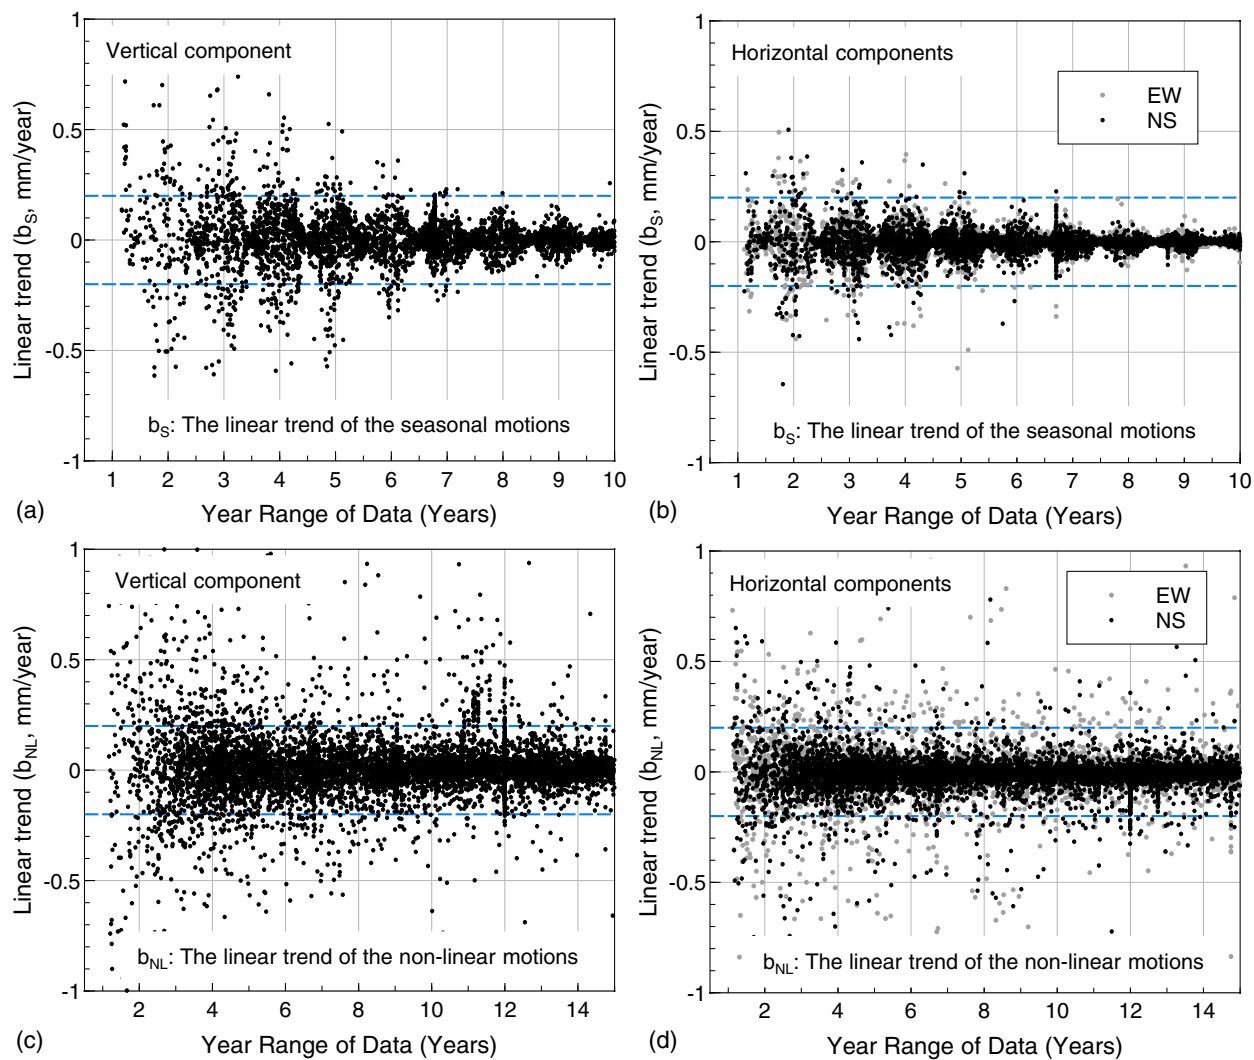 1
0.5
0
-0.5
-1
Linear trend (bS, mm/year)
Vertical component
bS: The linear trend of the seasonal motions
1 2 3 4 5 6 7 8 9 10
(a) Year Range of Data (Years)
1
0.5
0
-0.5
-1
Linear trend (bS, mm/year)
Horizontal components
EW
NS
bS: The linear trend of the seasonal motions
1 2 3 4 5 6 7 8 9 10
(b) Year Range of Data (Years)
1
0.5
0
-0.5
-1
Linear trend (bNL, mm/year)
Vertical component
bNL: The linear trend of the non-linear motions
2 4 6 8 10 12 14
(c) Year Range of Data (Years)
1
0.5
0
-0.5
-1
Linear trend (bNL, mm/year)
Horizontal components
EW
NS
bNL: The linear trend of the non-linear motions
2 4 6 8 10 12 14
(d) Year Range of Data (Years)